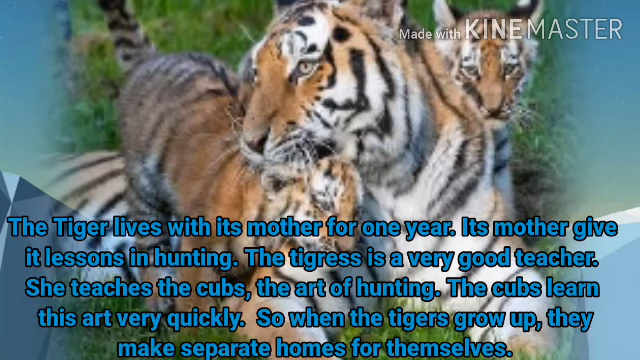 Made with KINEMASTER
The Tiger lives with its mother for one year. Its mother give
it lessons in hunting. The tigress is a very good teacher.
She teaches the cubs, the art of hunting. The cubs learn
this art very quickly. So when the tigers grow up, they
make separate homes for themselves.